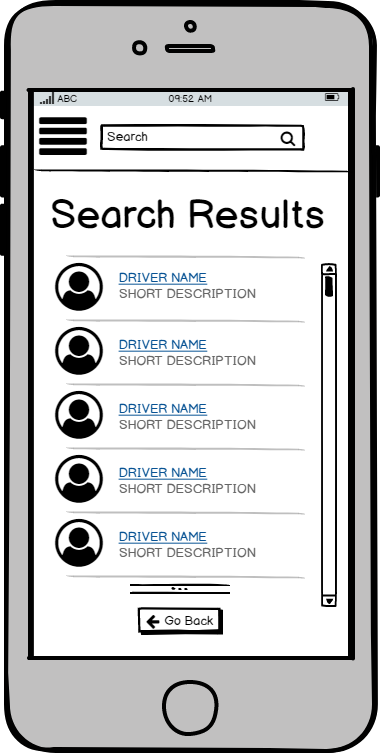 ABC 09:52 AM
Search
Search Results
DRIVER NAME
SHORT DESCRIPTION
DRIVER NAME
SHORT DESCRIPTION
DRIVER NAME
SHORT DESCRIPTION
DRIVER NAME
SHORT DESCRIPTION
DRIVER NAME
SHORT DESCRIPTION
Go Back